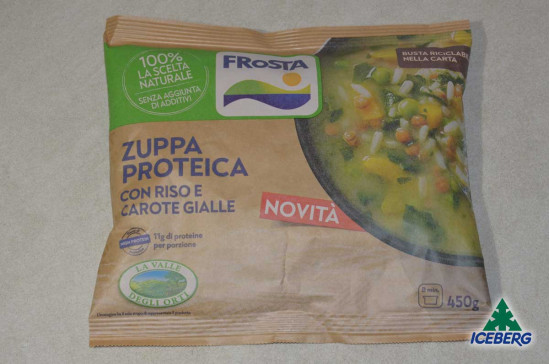 100%
LA SCELTA
NATURALE
SENZA AGGIUNTA
DI ADDITIVI
FRoSTA
BUSTA RICICLABILE
NELLA CARTA
ZUPPA
PROTEICA
CON RISO E
CAROTE GIALLE
NOVITÀ
11g di proteine
per porzione
LA VALLE
DEGLI ORTI
450g
ICEBERG